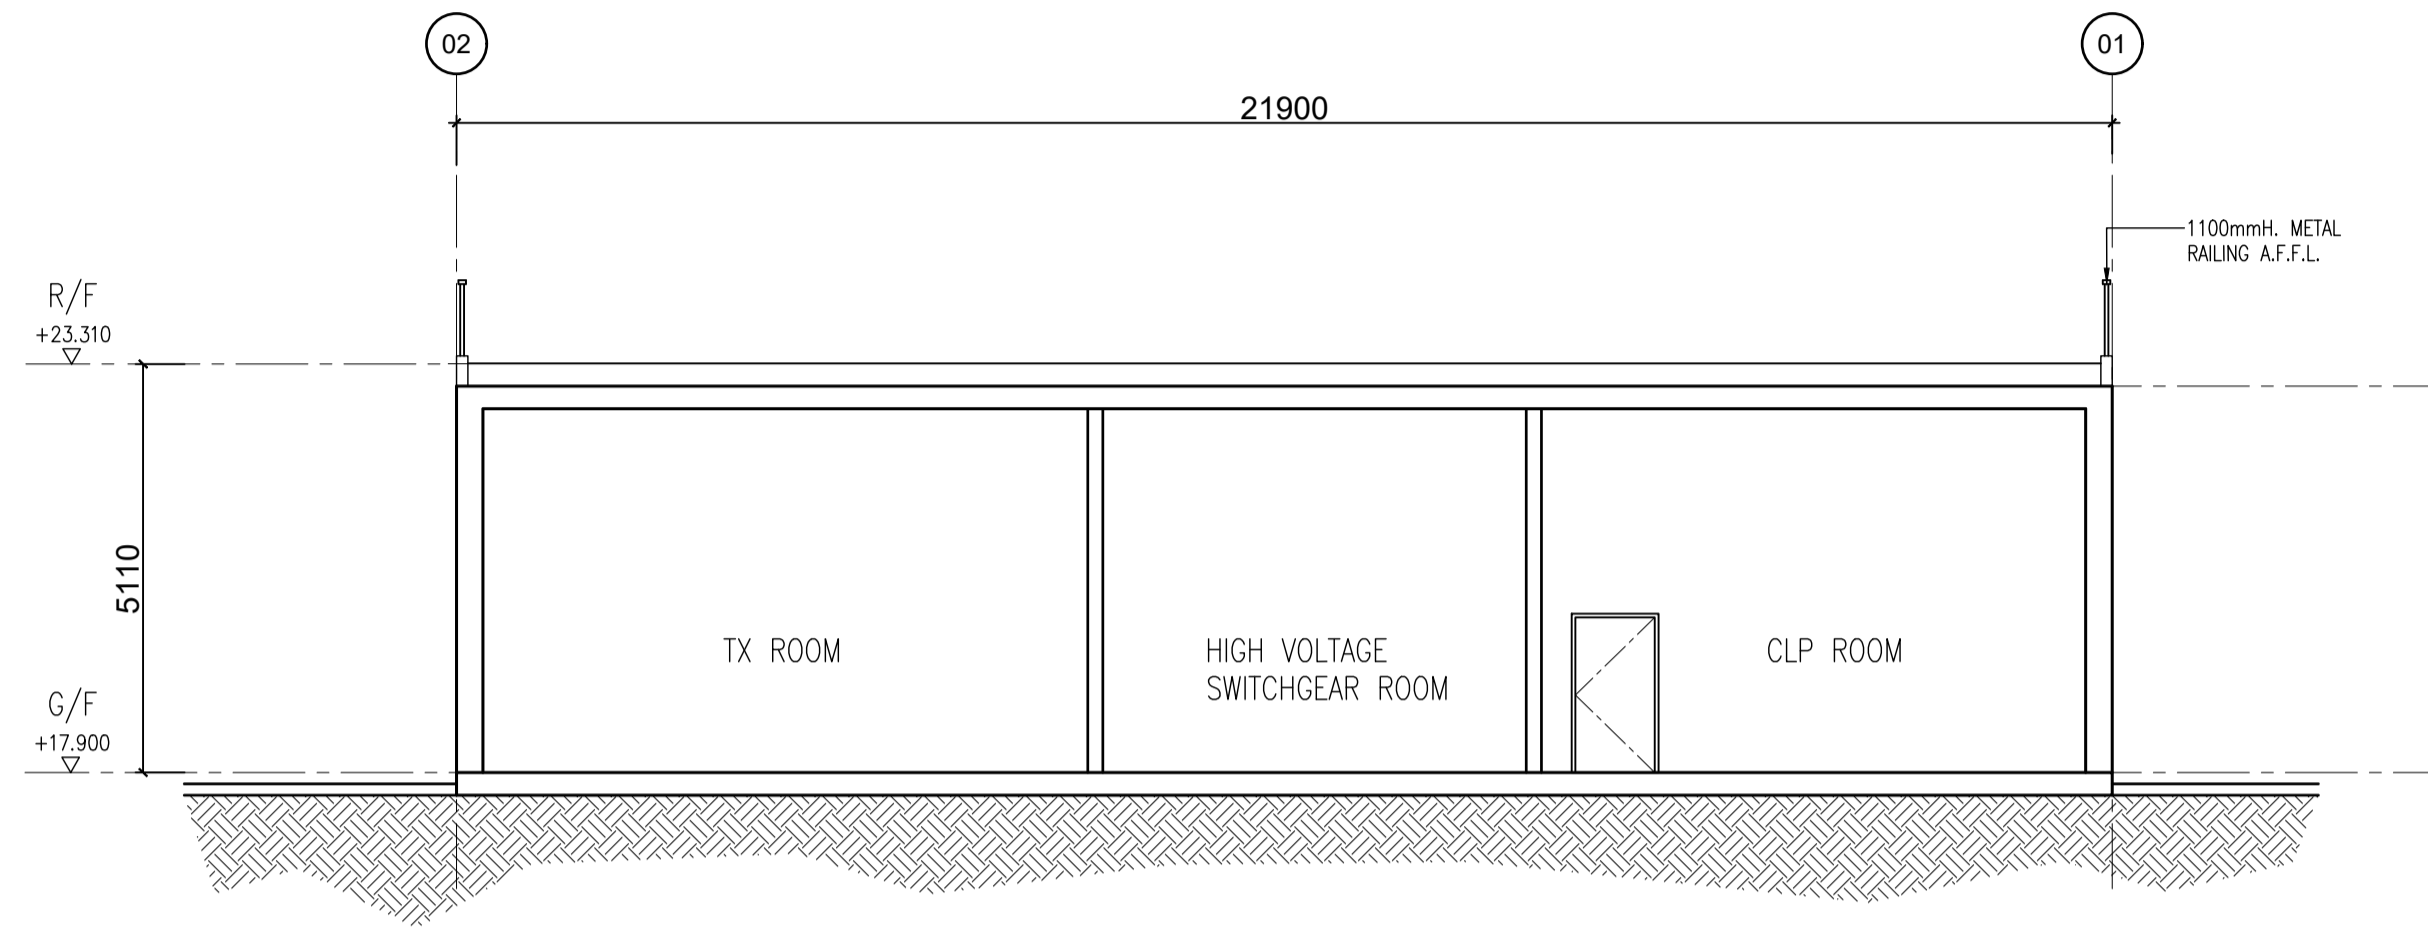 02
01
21900
1100mmH. METAL
RAILING A.F.F.L.
R/F
+23.310
5110
TX ROOM
HIGH VOLTAGE
SWITCHGEAR ROOM
CLP ROOM
G/F
+17.900